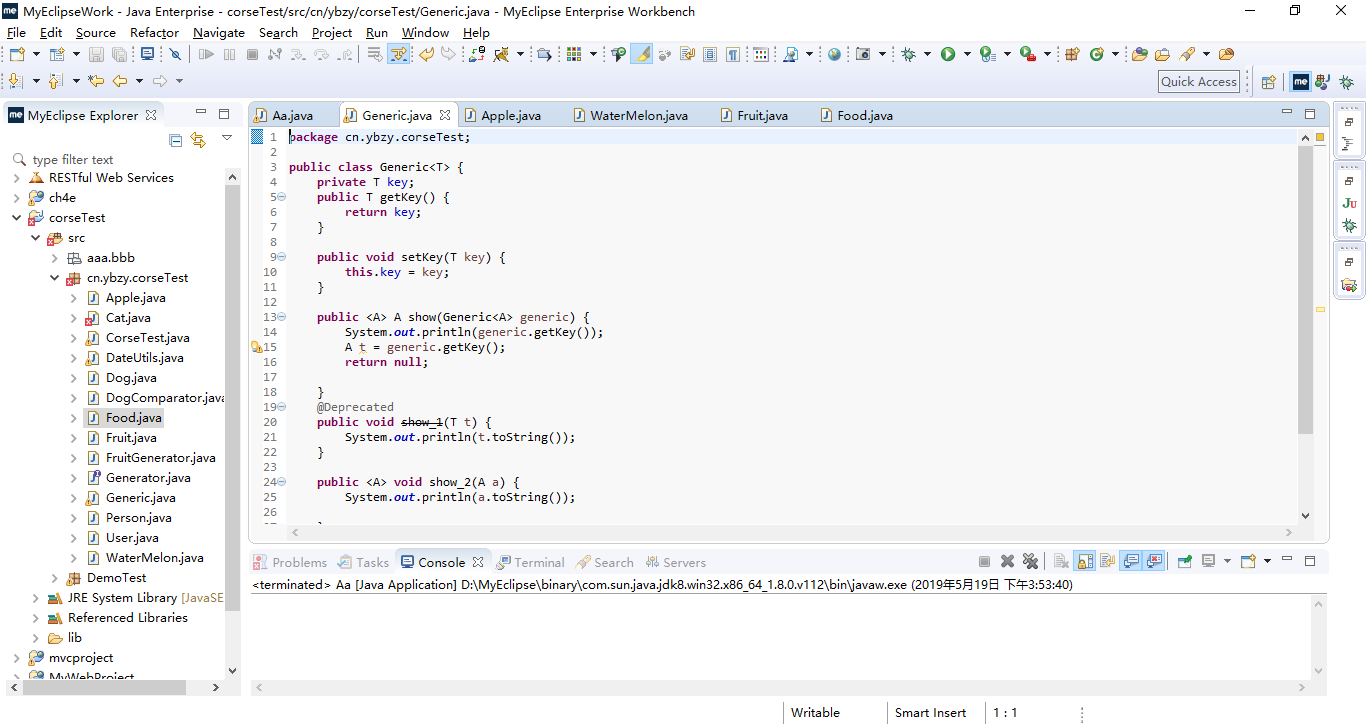 MyEclipseWork - Java Enterprise - corseTest/src/cn/ybzy/corseTest/Generic.java - MyEclipse Enterprise Workbench
File Edit Source Refactor Navigate Search Project Run Window Help
Quick Access
MyEclipse Explorer
type filter text
RESTful Web Services
ch4e
corseTest
src
aaa.bbb
cn.ybzy.corseTest
Apple.java
Cat.java
CorseTest.java
DateUtils.java
Dog.java
DogComparator.java
Food.java
Fruit.java
FruitGenerator.java
Generator.java
Generic.java
Person.java
User.java
WaterMelon.java
DemoTest
JRE System Library [JavaSE
Referenced Libraries
lib
mvcproject
MyWebProject
Aa.java Generic.java Apple.java WaterMelon.java Fruit.java Food.java
1 package cn.ybzy.corseTest;
2
3 public class Generic<T> {
4 private T key;
5 public T getKey() {
6 return key;
7 }
8
9 public void setKey(T key) {
10 this.key = key;
11 }
12
13 public <A> A show(Generic<A> generic) {
14 System.out.println(generic.getKey());
15 A t = generic.getKey();
16 return null;
17
18 }
19 @Deprecated
20 public void show_1(T t) {
21 System.out.println(t.toString());
22 }
23
24 public <A> void show_2(A a) {
25 System.out.println(a.toString());
26
Problems Tasks Console Terminal Search Servers
<terminated> Aa [Java Application] D:\MyEclipse\binary\com.sun.java.jdk8.win32.x86_64_1.8.0.v112\bin\javaw.exe (2019年5月19日 下午3:53:40)
Writable Smart Insert 1 : 1